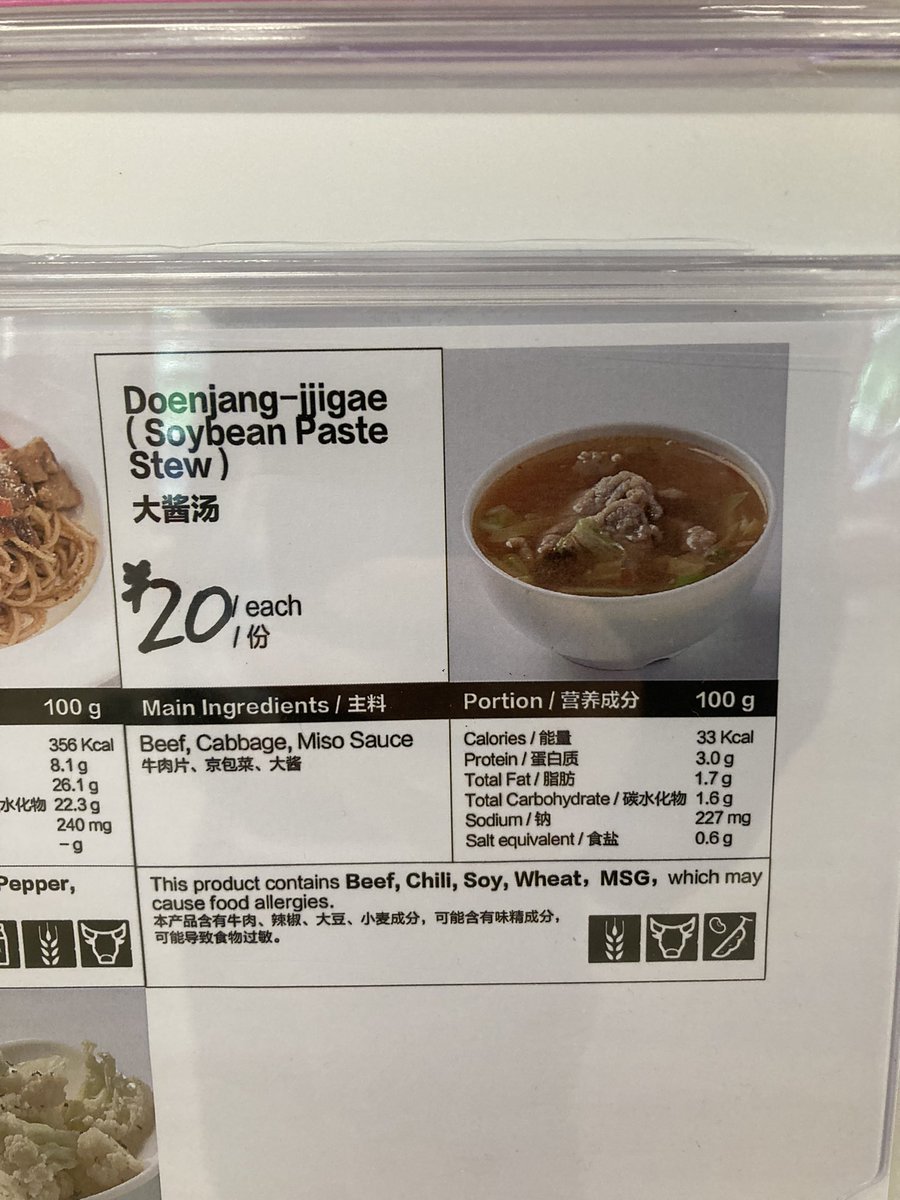 Doenjang-jjigae
(Soybean Paste
Stew)
大酱汤
¥20/ each
/ 份
100 g
356 Kcal
8.1 g
26.1 g
水化物 22.3 g
240 mg
– g
Pepper,
Main Ingredients / 主料
Beef, Cabbage, Miso Sauce
牛肉片、京包菜、大酱
Portion / 营养成分 100 g
Calories / 能量 33 Kcal
Protein / 蛋白质 3.0 g
Total Fat / 脂肪 1.7 g
Total Carbohydrate / 碳水化物 1.6 g
Sodium / 钠 227 mg
Salt equivalent / 食盐 0.6 g
This product contains Beef, Chili, Soy, Wheat, MSG, which may
cause food allergies.
本产品含有牛肉、辣椒、大豆、小麦成分，可能含有味精成分，
可能导致食物过敏。